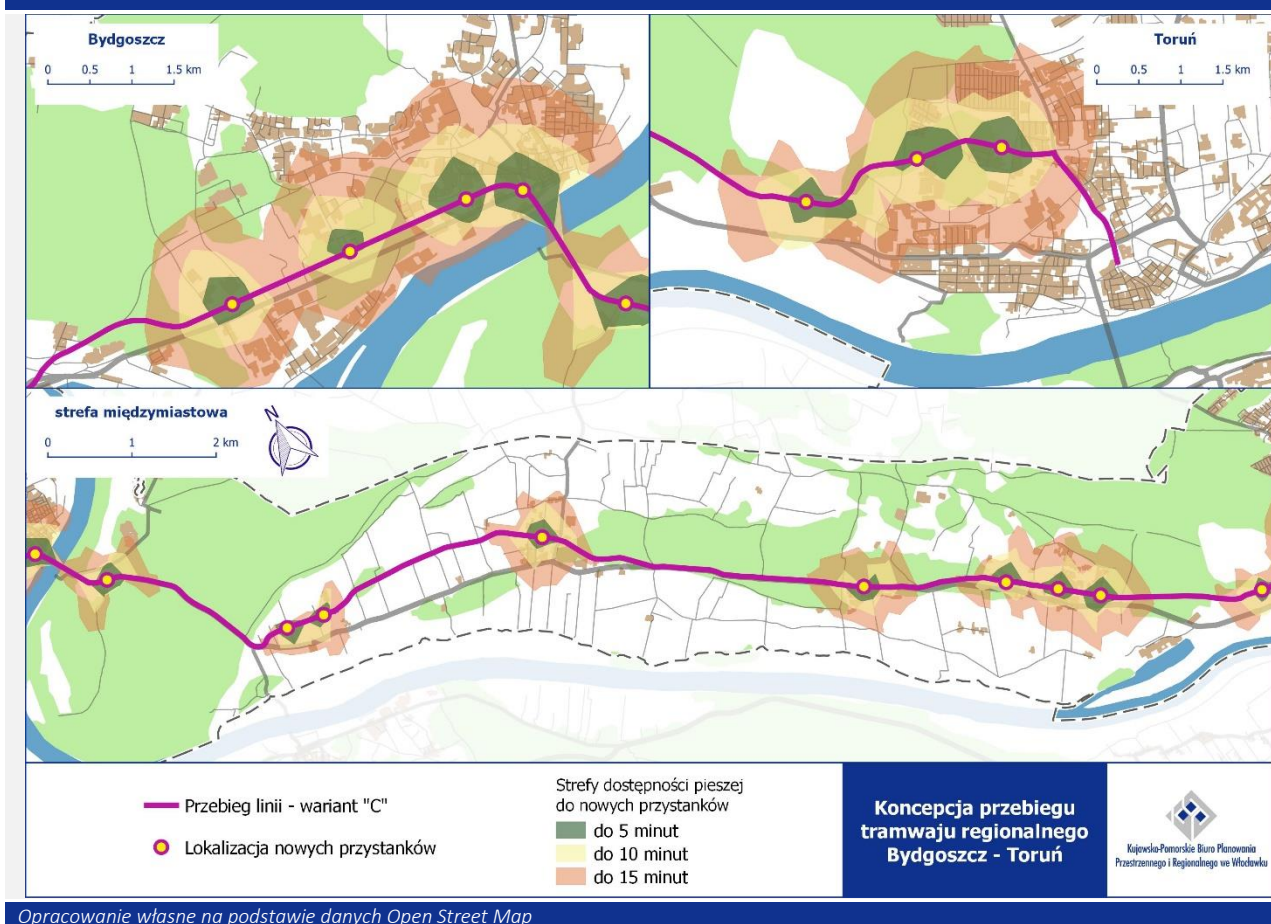 Bydgoszcz
0 0.5 1 1.5 km
Toruń
0 0.5 1 1.5 km
strefa międzymiastowa
0 1 2 km
N
Przebieg linii - wariant "C"
Lokalizacja nowych przystanków
Strefy dostępności pieszej
do nowych przystanków
do 5 minut
do 10 minut
do 15 minut
Koncepcja przebiegu
tramwaju regionalnego
Bydgoszcz - Toruń
Kujawsko-Pomorskie Biuro Planowania
Przestrzennego i Regionalnego we Włocławku
Opracowanie własne na podstawie danych Open Street Map